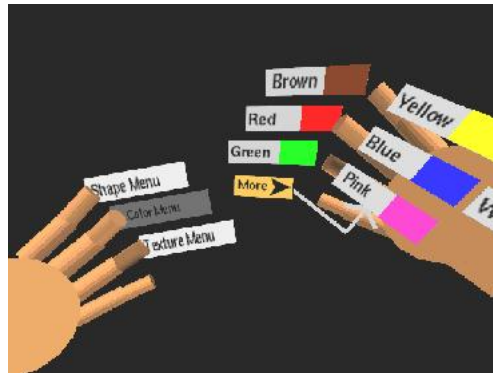 Brown
Yellow
Red
Blue
Green
Pink
More
Shape Menu
Color Menu
Texture Menu